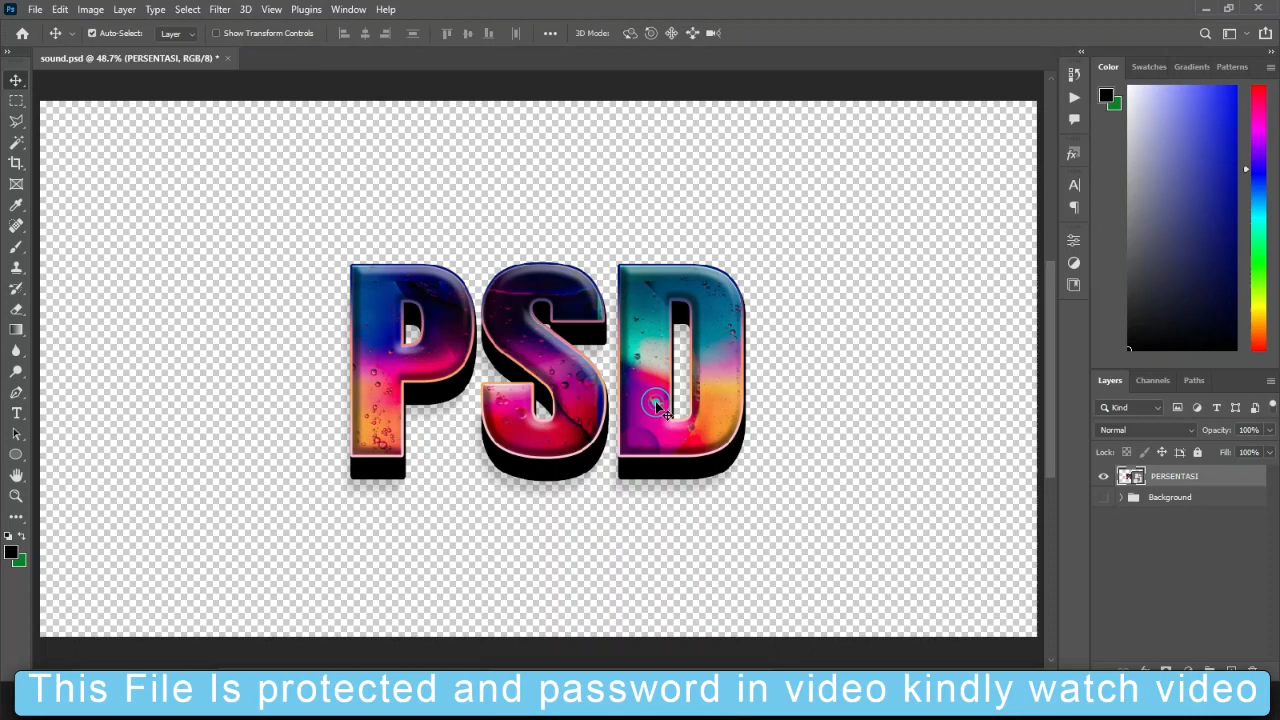 Ps File Edit Image Layer Type Select Filter 3D View Plugins Window Help
Auto-Select: Layer Show Transform Controls 3D Mode:
sound.psd @ 48.7% (PERSENTASI, RGB/8) *
Color Swatches Gradients Patterns
PSD
Layers Channels Paths
Kind
Normal Opacity: 100%
Lock: Fill: 100%
PERSENTASI
Background
This File Is protected and password in video kindly watch video